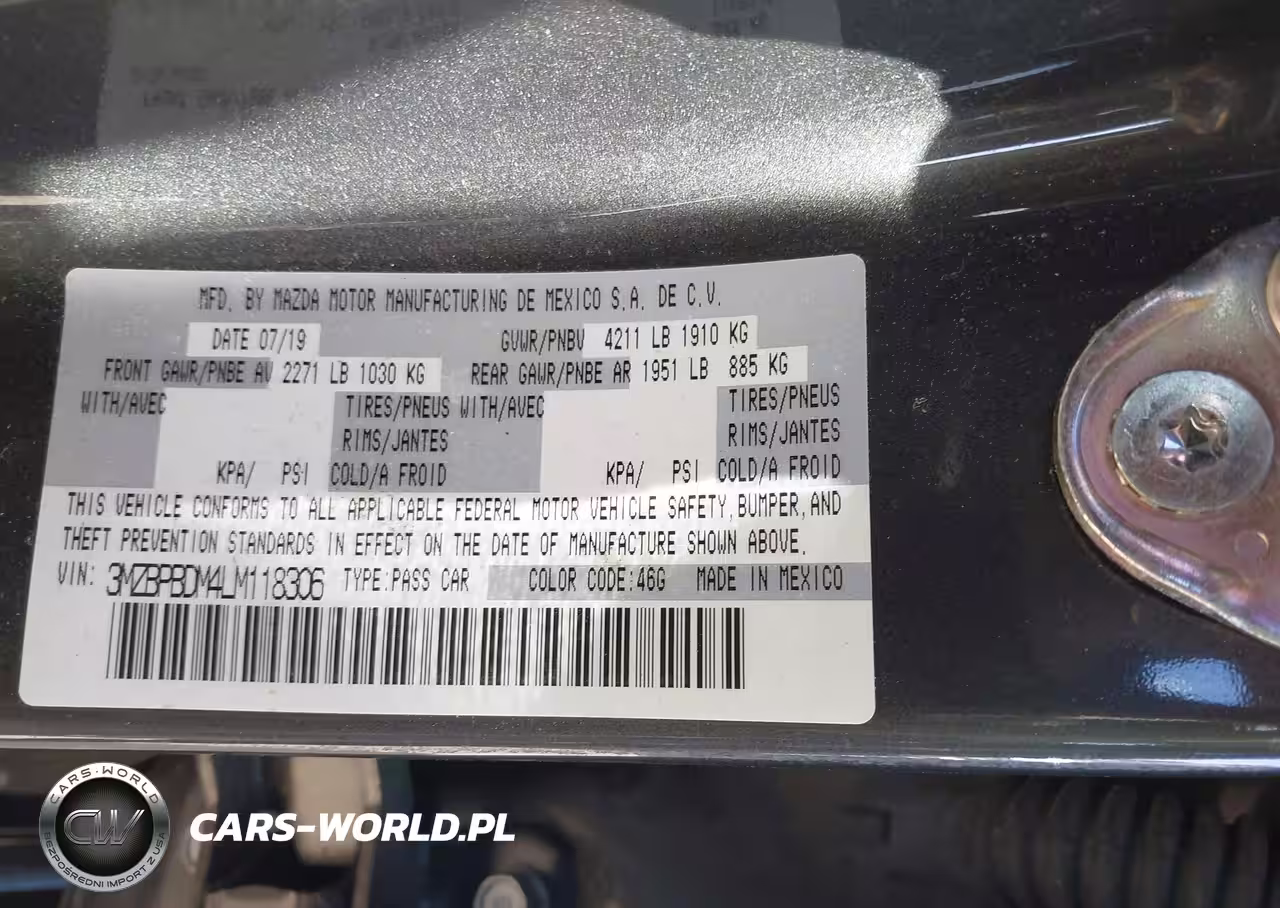 MFD. BY MAZDA MOTOR MANUFACTURING DE MEXICO S.A. DE C.V.
DATE 07/19 GVWR/PNBV 4211 LB 1910 KG
FRONT GAWR/PNBE AV 2271 LB 1030 KG REAR GAWR/PNBE AR 1951 LB 885 KG
WITH/AVEC TIRES/PNEUS WITH/AVEC TIRES/PNEUS
RIMS/JANTES RIMS/JANTES
KPA/ PSI COLD/A FROID KPA/ PSI COLD/A FROID
THIS VEHICLE CONFORMS TO ALL APPLICABLE FEDERAL MOTOR VEHICLE SAFETY, BUMPER, AND
THEFT PREVENTION STANDARDS IN EFFECT ON THE DATE OF MANUFACTURE SHOWN ABOVE.
VIN: 3MZBPBDM4LM118306 TYPE: PASS CAR COLOR CODE: 46G MADE IN MEXICO
CARS-WORLD
CW
BEZPOŚREDNI IMPORT Z USA
CARS-WORLD.PL